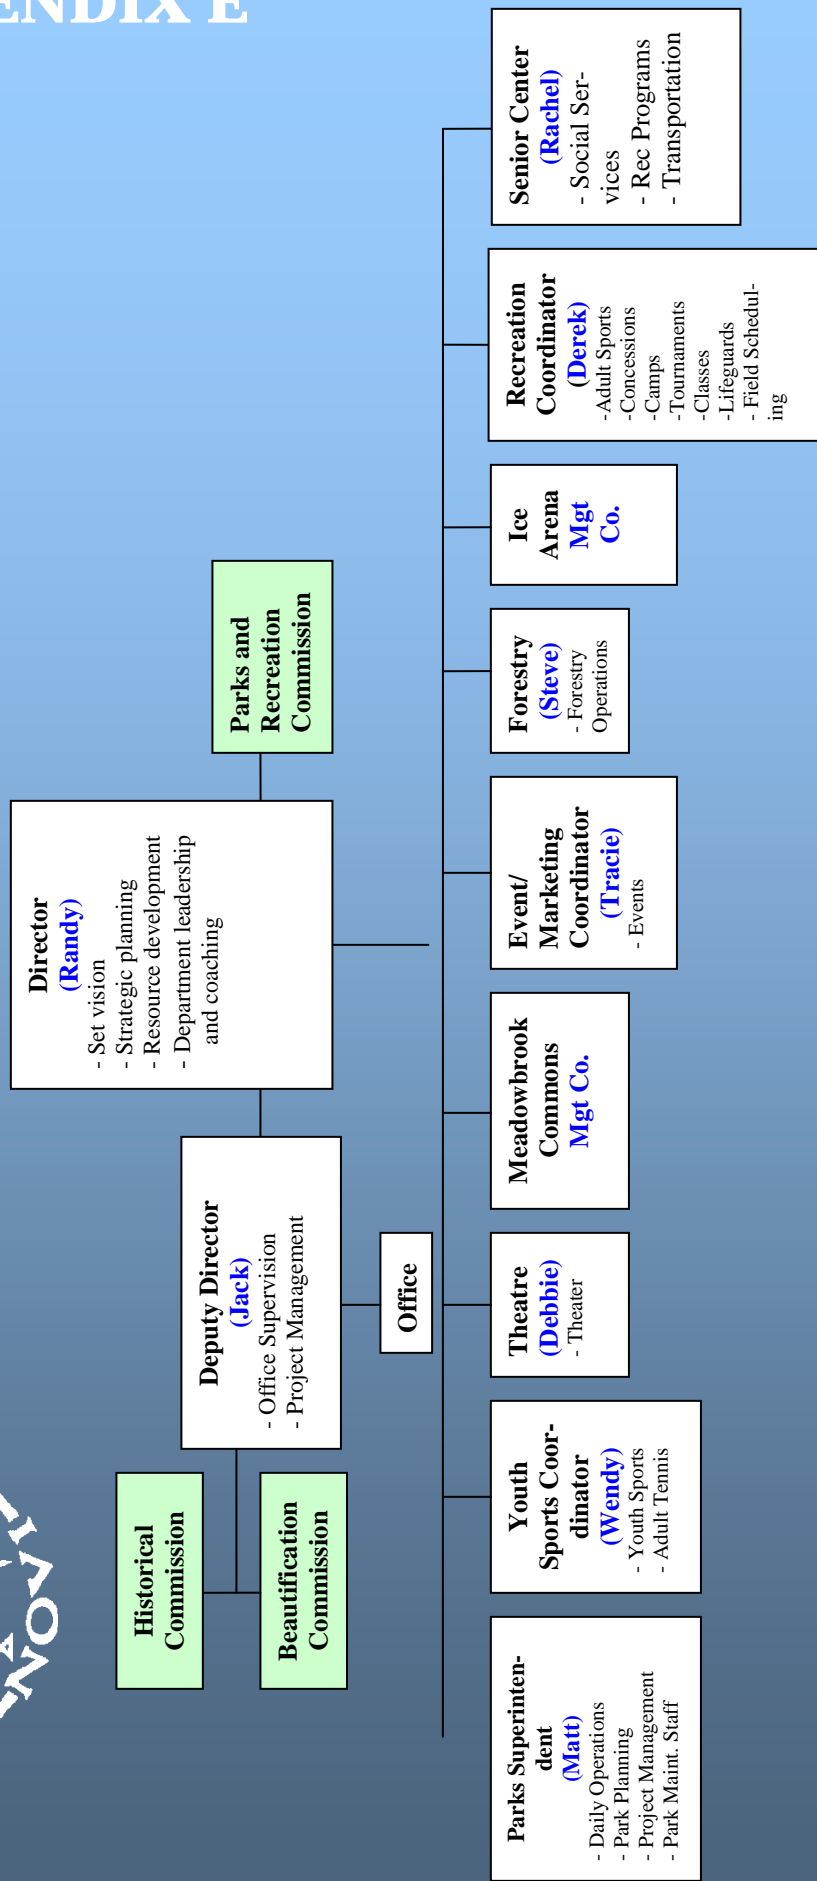 ENDIX E
NOVI
Director
(Randy)
- Set vision
- Strategic planning
- Resource development
- Department leadership
and coaching
Parks and
Recreation
Commission
Deputy Director
(Jack)
- Office Supervision
- Project Management
Historical
Commission
Beautification
Commission
Office
Parks Superinten-
dent
(Matt)
- Daily Operations
- Park Planning
- Project Management
- Park Maint. Staff
Youth
Sports Coor-
dinator
(Wendy)
- Youth Sports
- Adult Tennis
Theatre
(Debbie)
- Theater
Meadowbrook
Commons
Mgt Co.
Event/
Marketing
Coordinator
(Tracie)
- Events
Forestry
(Steve)
- Forestry
Operations
Ice
Arena
Mgt
Co.
Recreation
Coordinator
(Derek)
-Adult Sports
-Concessions
-Camps
-Tournaments
-Classes
-Lifeguards
- Field Schedul-
ing
Senior Center
(Rachel)
- Social Ser-
vices
- Rec Programs
- Transportation